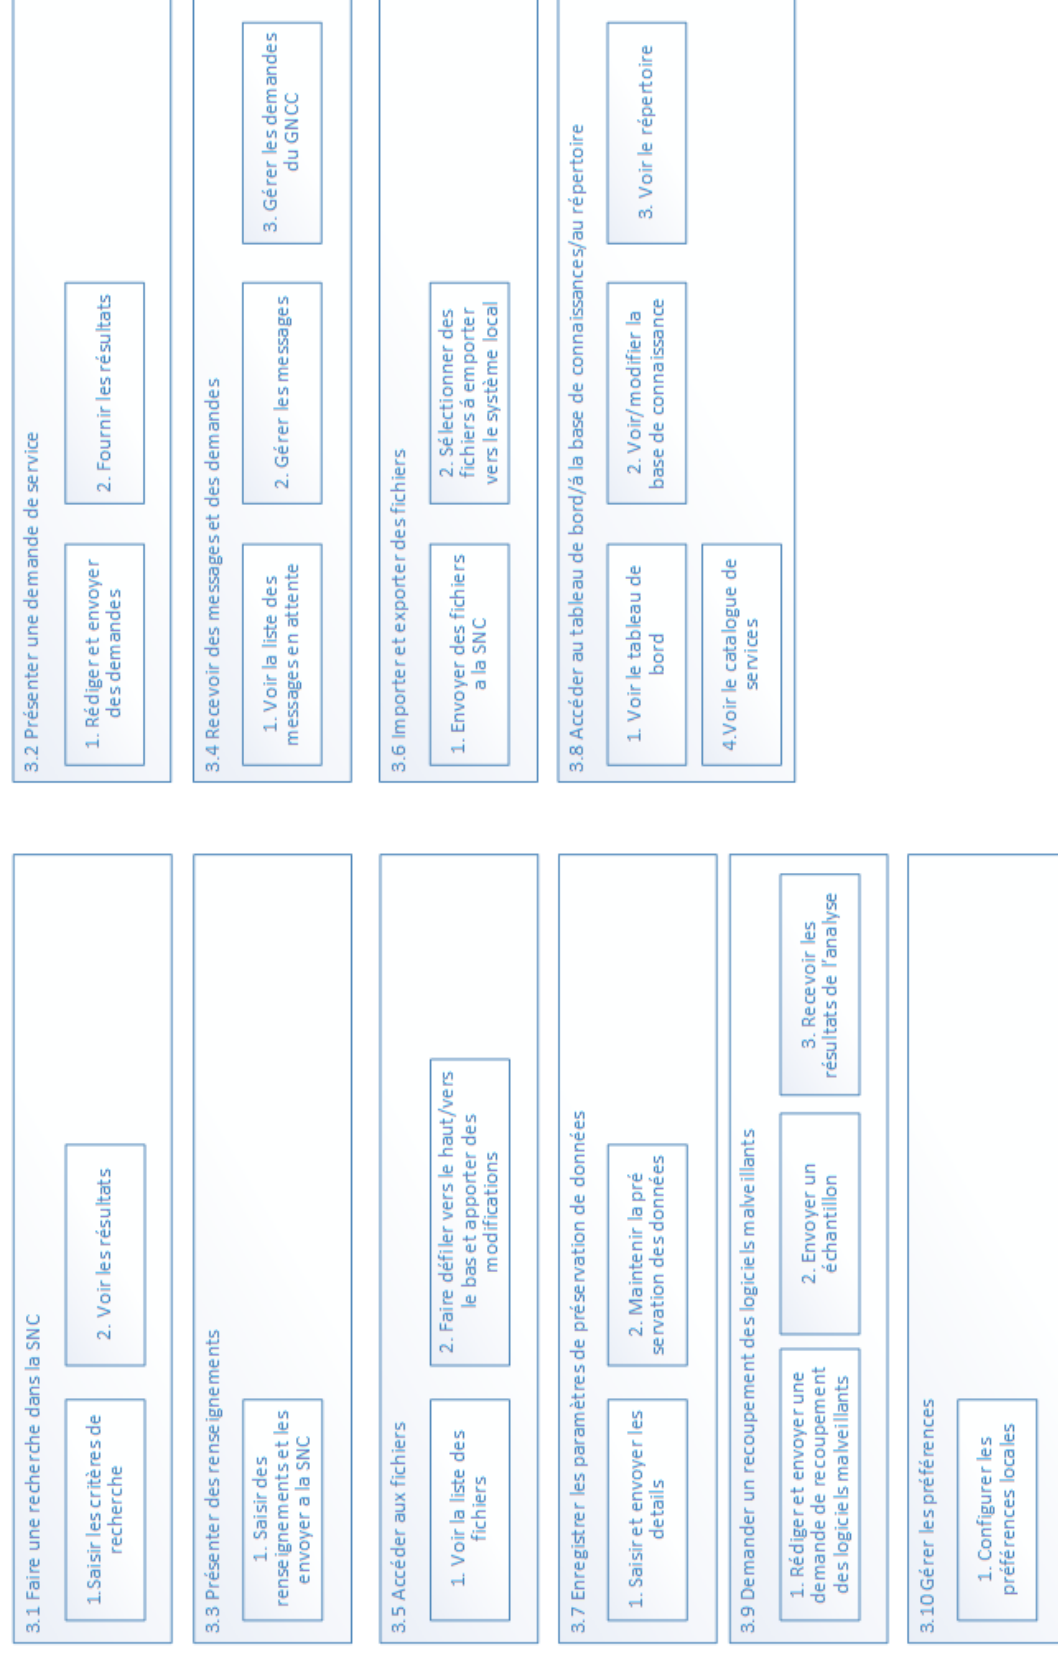 3.1 Faire une recherche dans la SNC
1.Saisir les critères de
recherche
2. Voir les résultats
3.2 Présenter une demande de service
1. Rédiger et envoyer
des demandes
2. Fournir les résultats
3.3 Présenter des renseignements
1. Saisir des
renseignements et les
envoyer a la SNC
3.4 Recevoir des messages et des demandes
1. Voir la liste des
messages en attente
2. Gérer les messages
3. Gérer les demandes
du GNCC
3.5 Accéder aux fichiers
1. Voir la liste des
fichiers
2. Faire défiler vers le haut/vers
le bas et apporter des
modifications
3.6 Importer et exporter des fichiers
1. Envoyer des fichiers
a la SNC
2. Sélectionner des
fichiers á emporter
vers le système local
3.7 Enregistrer les paramètres de préservation de données
1. Saisir et envoyer les
details
2. Maintenir la pré
servation des données
3.8 Accéder au tableau de bord/á la base de connaissances/au répertoire
1. Voir le tableau de
bord
2. Voir/modifier la
base de connaissance
3. Voir le répertoire
4.Voir le catalogue de
services
3.9 Demander un recoupement des logiciels malveillants
1. Rédiger et envoyer une
demande de recoupement
des logiciels malveillants
2. Envoyer un
échantillon
3. Recevoir les
résultats de l'analyse
3.10 Gérer les préférences
1. Configurer les
préférences locales